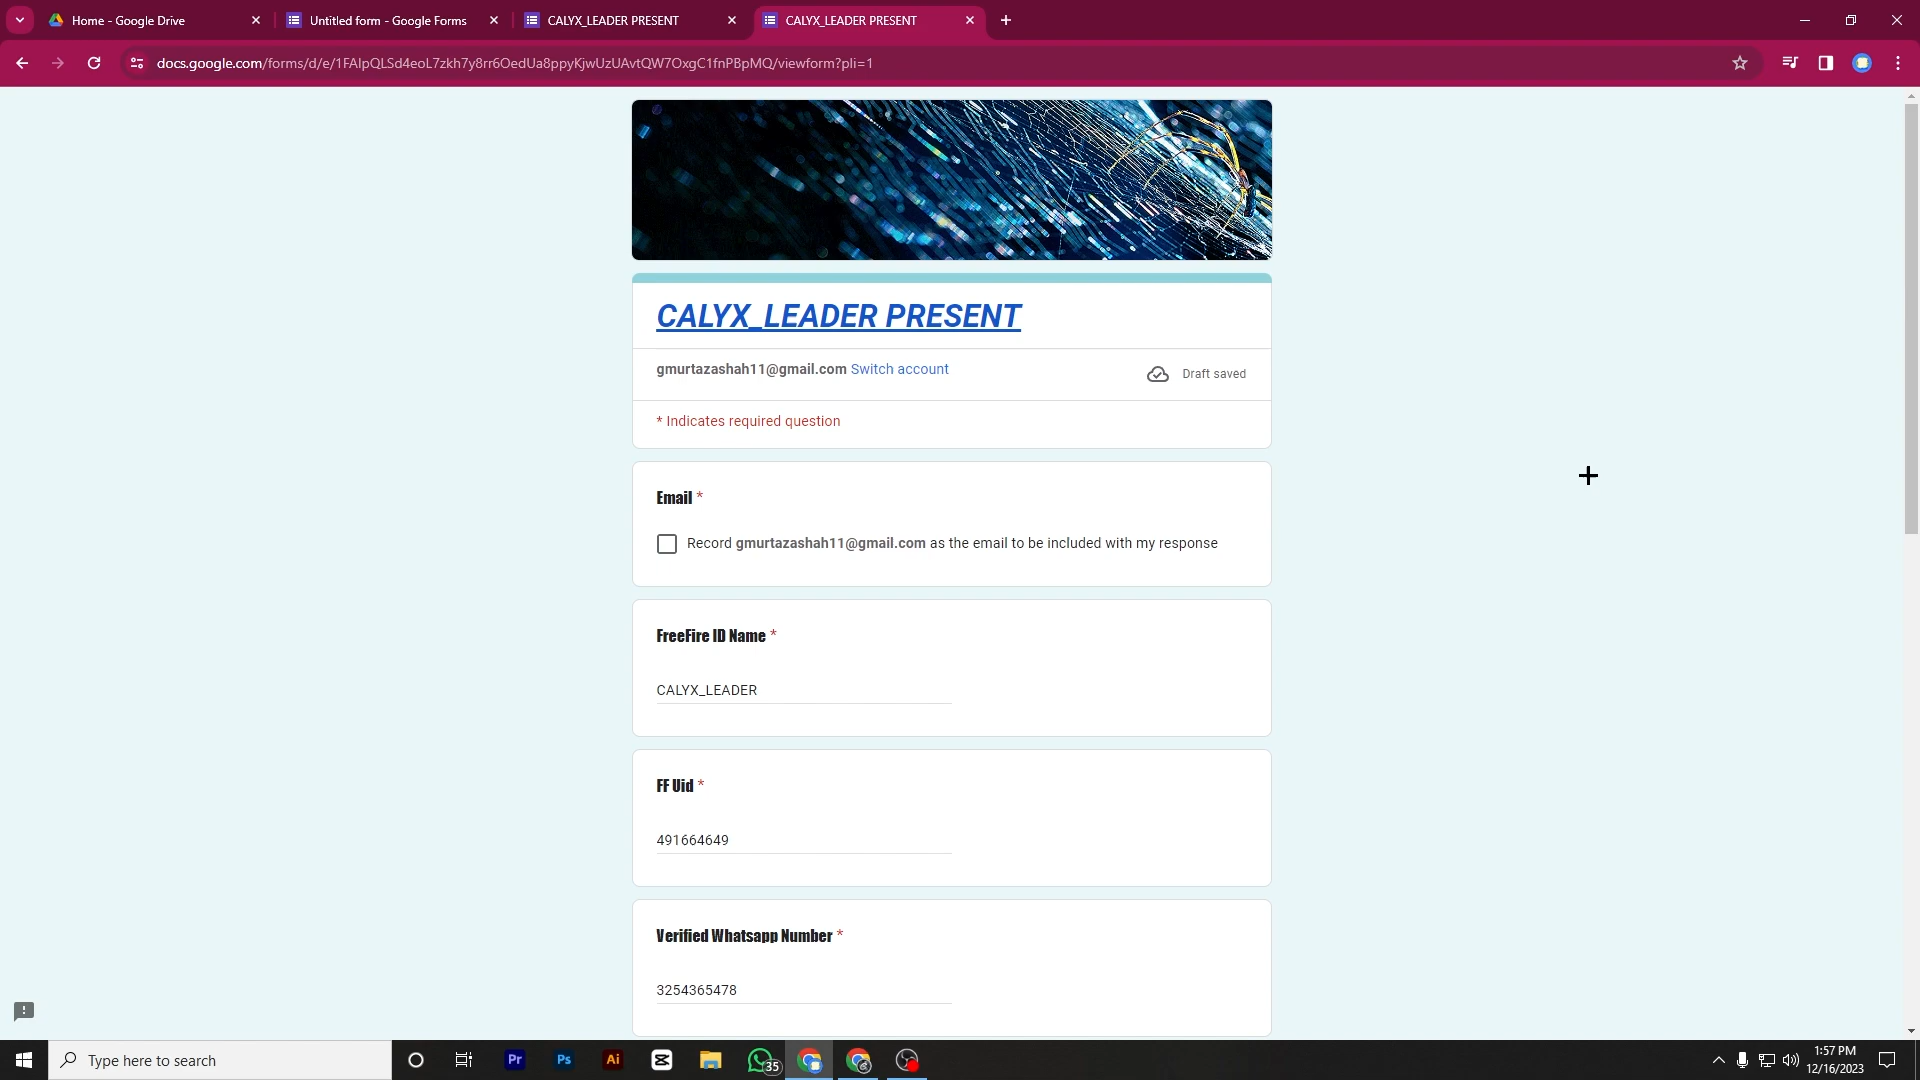 Home - Google Drive
Untitled form - Google Forms
CALYX_LEADER PRESENT
CALYX_LEADER PRESENT
docs.google.com/forms/d/e/1FAIpQLSd4eoL7zkh7y8rr6OedUa8ppyKjwUzUAvtQW7OxgC1fnPBpMQ/viewform?pli=1
CALYX_LEADER PRESENT
gmurtazashah11@gmail.com Switch account
Draft saved
* Indicates required question
Email *
Record gmurtazashah11@gmail.com as the email to be included with my response
FreeFire ID Name *
CALYX_LEADER
FF Uid *
491664649
Verified Whatsapp Number *
3254365478
Type here to search
Pr
Ps
Ai
35
1:57 PM
12/16/2023